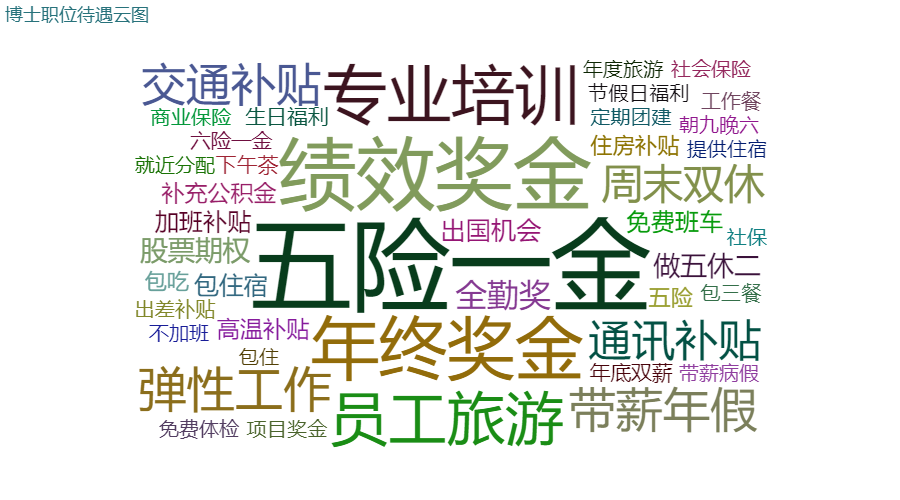 博士职位待遇云图
年度旅游
社会保险
交通补贴
专业培训
节假日福利
工作餐
商业保险
生日福利
定期团建
朝九晚六
六险一金
绩效奖金
住房补贴
提供住宿
就近分配
下午茶
补充公积金
周末双休
加班补贴
出国机会
免费班车
社保
股票期权
五险一金
做五休二
包吃
包住宿
全勤奖
五险
包三餐
出差补贴
不加班
高温补贴
年终奖金
通讯补贴
包住
年底双薪
带薪病假
弹性工作
员工旅游
带薪年假
免费体检
项目奖金